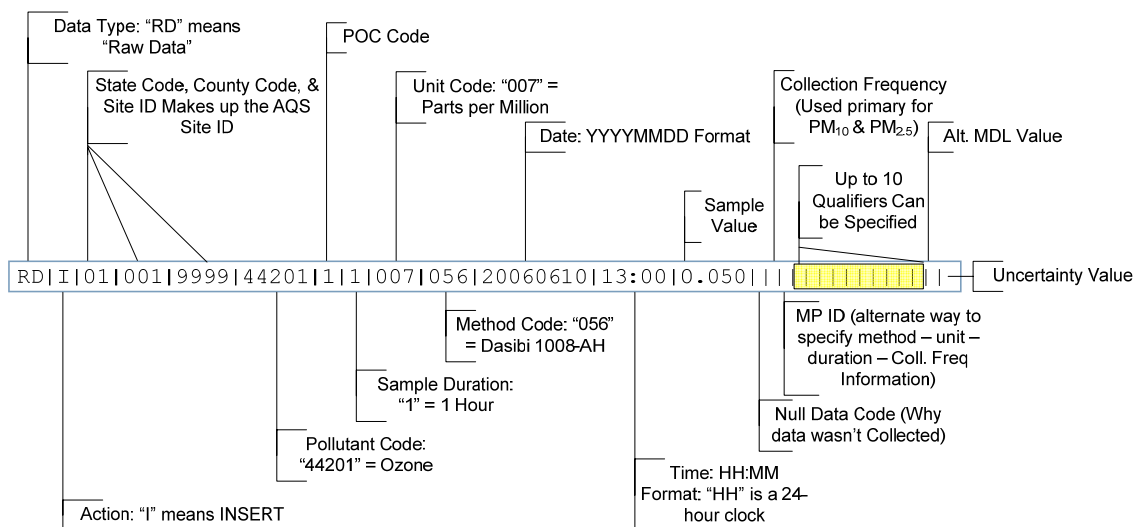 Data Type: “RD” means
“Raw Data”
POC Code
State Code, County Code, &
Site ID Makes up the AQS
Site ID
Unit Code: “007” =
Parts per Million
Collection Frequency
(Used primary for
PM10 & PM2.5)
Date: YYYYMMDD Format
Alt. MDL Value
Up to 10
Qualifiers Can
be Specified
Sample
Value
RD|I|01|001|9999|44201|1|1|007|056|20060610|13:00|0.050||||||||||||||||
Uncertainty Value
Method Code: “056”
= Dasibi 1008-AH
MP ID (alternate way to
specify method – unit –
duration – Coll. Freq
Information)
Sample Duration:
“1” = 1 Hour
Null Data Code (Why
data wasn’t Collected)
Pollutant Code:
“44201” = Ozone
Time: HH:MM
Format: “HH” is a 24–
hour clock
Action: “I” means INSERT